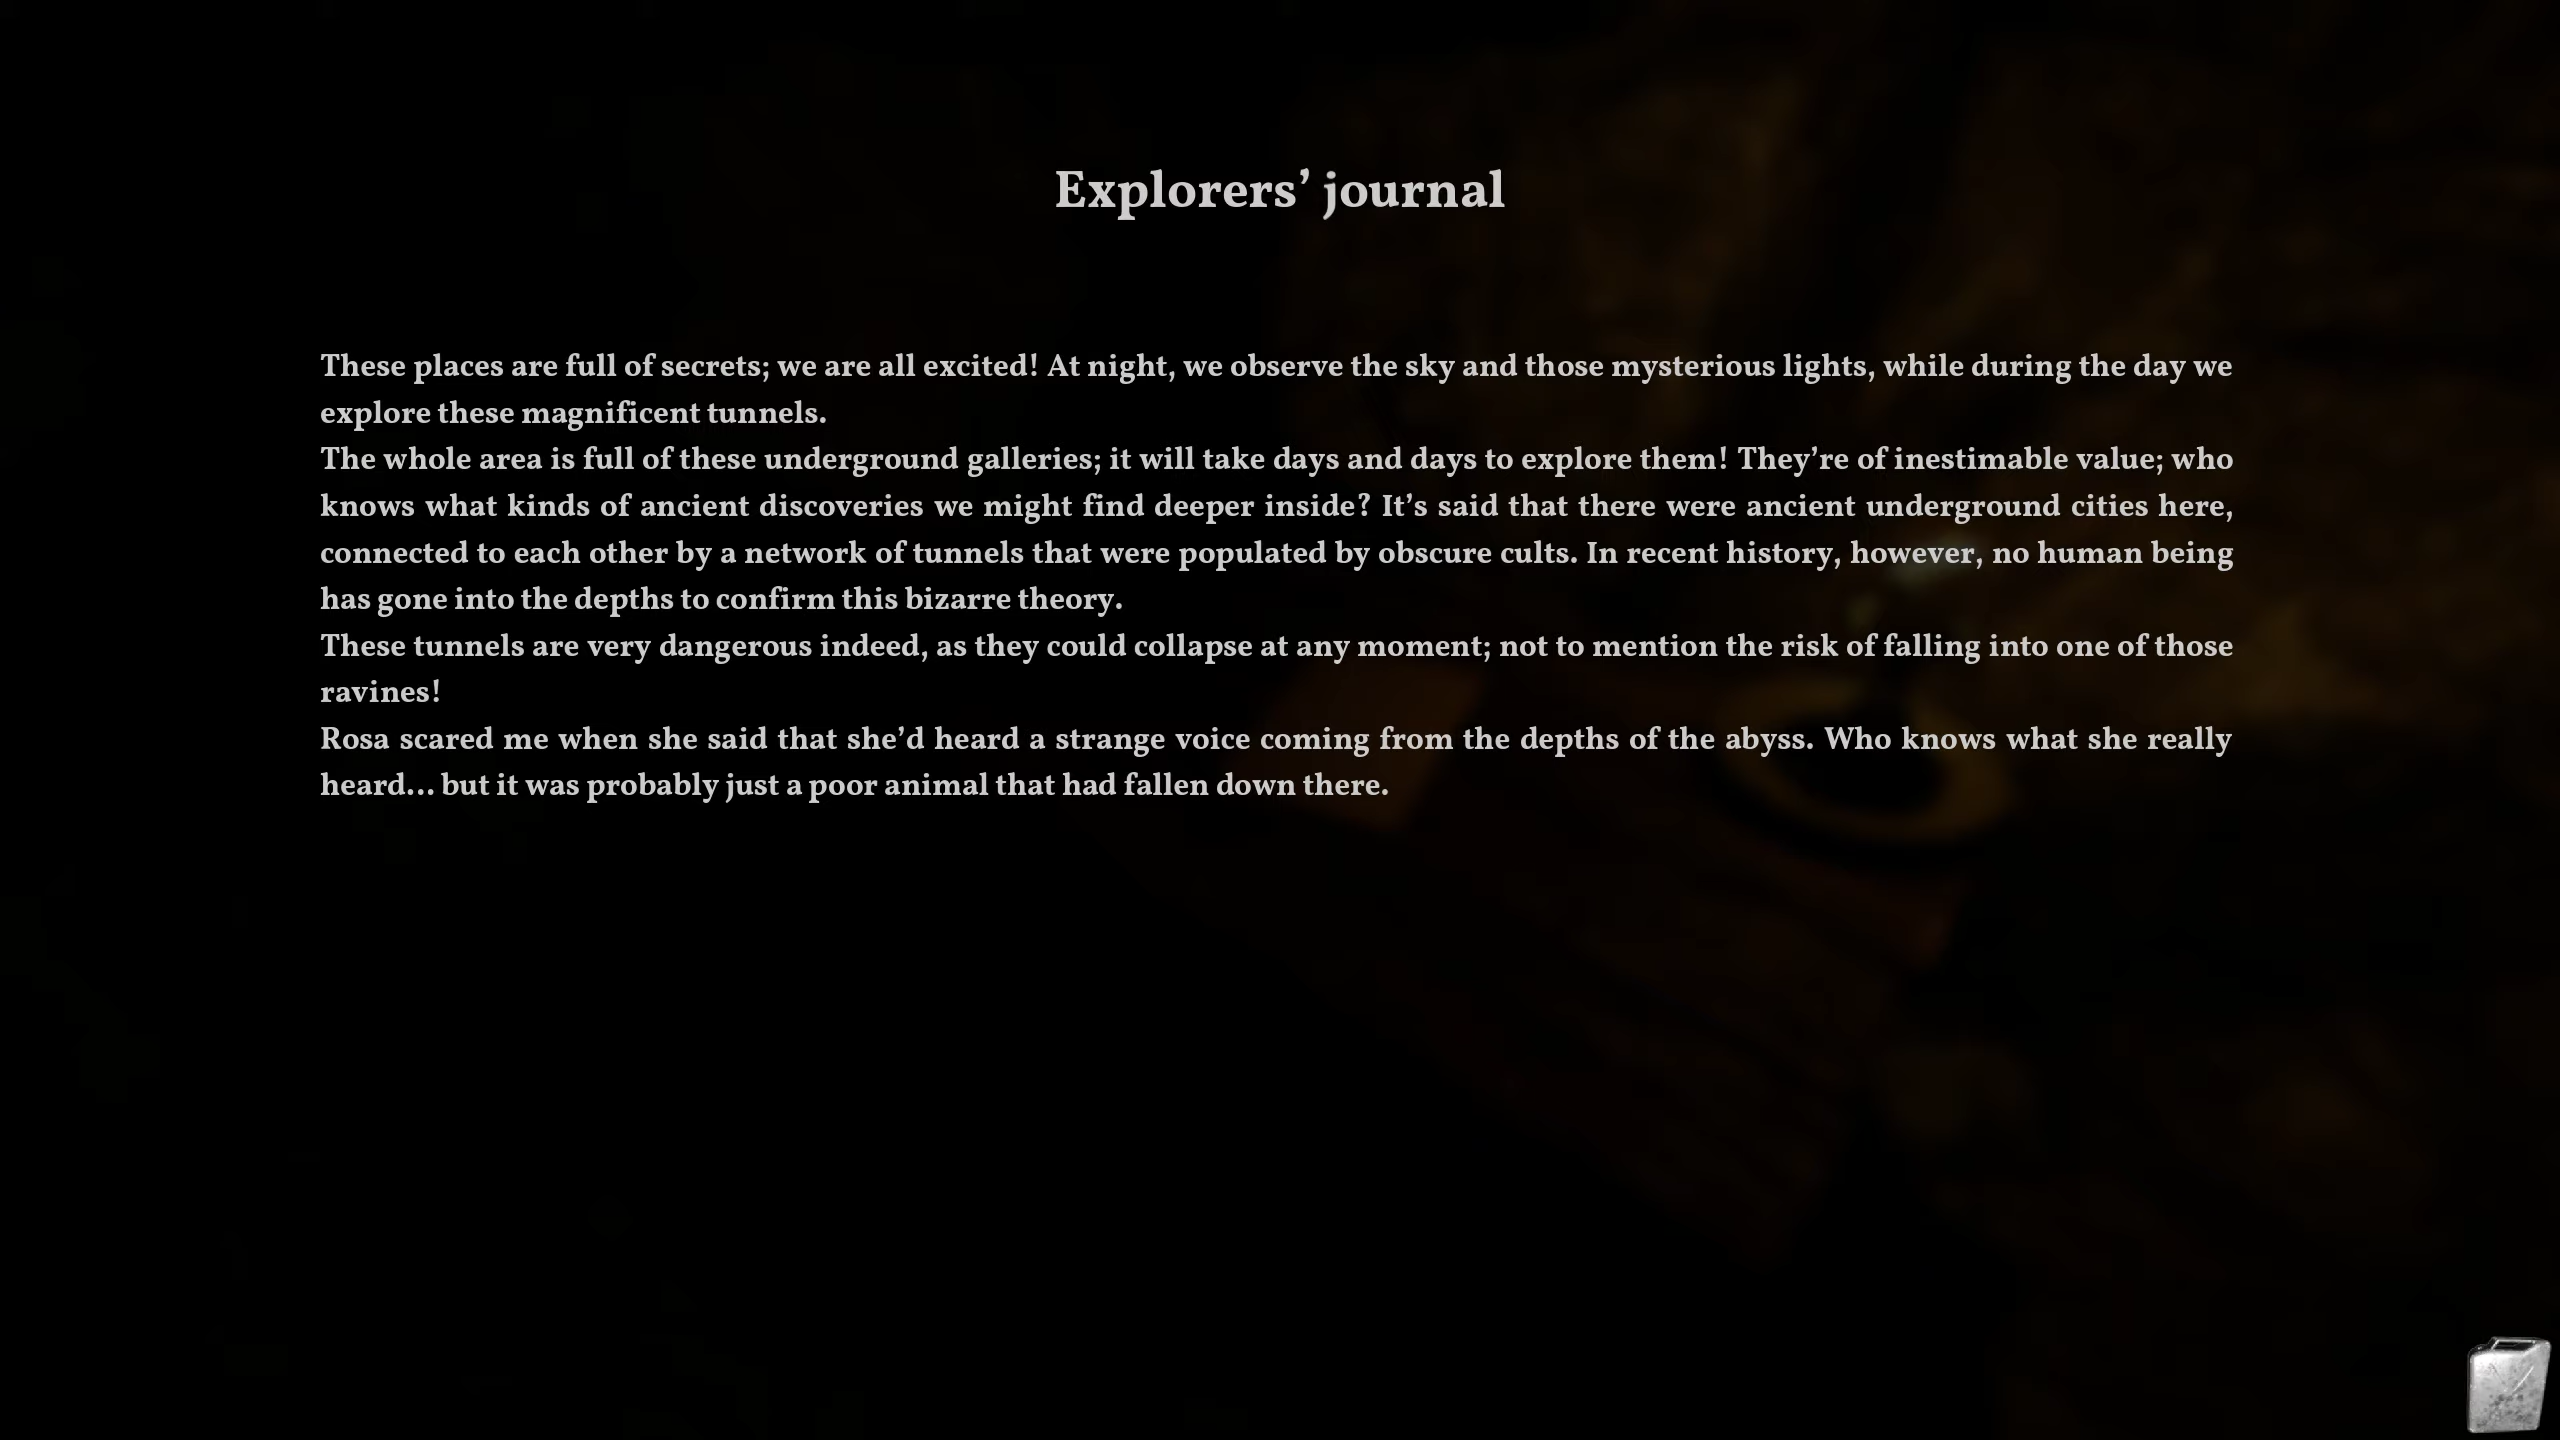 Explorers’ journal
These places are full of secrets; we are all excited! At night, we observe the sky and those mysterious lights, while during the day we
explore these magnificent tunnels.
The whole area is full of these underground galleries; it will take days and days to explore them! They’re of inestimable value; who
knows what kinds of ancient discoveries we might find deeper inside? It’s said that there were ancient underground cities here,
connected to each other by a network of tunnels that were populated by obscure cults. In recent history, however, no human being
has gone into the depths to confirm this bizarre theory.
These tunnels are very dangerous indeed, as they could collapse at any moment; not to mention the risk of falling into one of those
ravines!
Rosa scared me when she said that she’d heard a strange voice coming from the depths of the abyss. Who knows what she really
heard... but it was probably just a poor animal that had fallen down there.